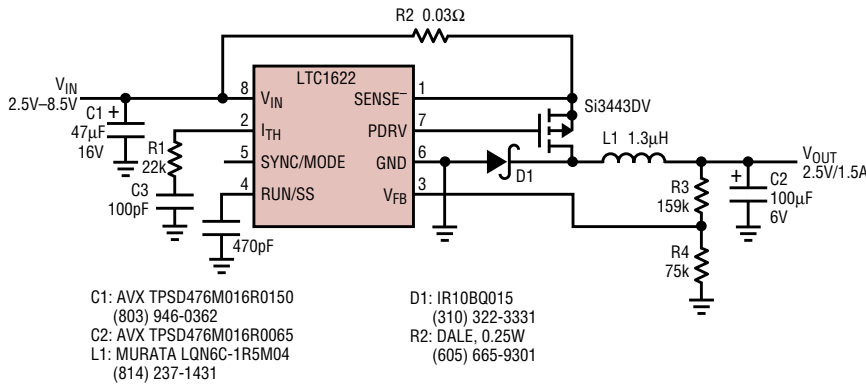 R2 0.03Ω
LTC1622
VIN
2.5V–8.5V
C1
+
47µF
16V
R1
22k
C3
100pF
470pF
8
VIN
2
ITH
5
SYNC/MODE
4
RUN/SS
SENSE–
1
PDRV
7
GND
6
VFB
3
Si3443DV
L1 1.3µH
D1
VOUT
2.5V/1.5A
R3
159k
+
C2
100µF
6V
R4
75k
C1: AVX TPSD476M016R0150
(803) 946-0362
C2: AVX TPSD476M016R0065
L1: MURATA LQN6C-1R5M04
(814) 237-1431
D1: IR10BQ015
(310) 322-3331
R2: DALE, 0.25W
(605) 665-9301